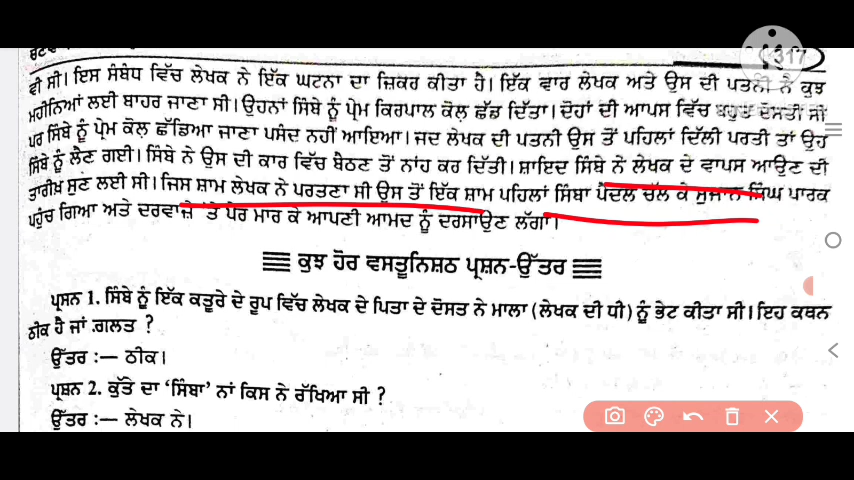 317
ਵੀ ਸੀ। ਇਸ ਸੰਬੰਧ ਵਿੱਚ ਲੇਖਕ ਨੇ ਇੱਕ ਘਟਨਾ ਦਾ ਜ਼ਿਕਰ ਕੀਤਾ ਹੈ। ਇੱਕ ਵਾਰ ਲੇਖਕ ਅਤੇ ਉਸ ਦੀ ਪਤਨੀ ਨੇ ਕੁਝ
ਮਹੀਨਿਆਂ ਲਈ ਬਾਹਰ ਜਾਣਾ ਸੀ। ਉਹਨਾਂ ਸਿੰਬੇ ਨੂੰ ਪ੍ਰੇਮ ਕਿਰਪਾਲ ਕੋਲ਼ ਛੱਡ ਦਿੱਤਾ। ਦੋਹਾਂ ਦੀ ਆਪਸ ਵਿੱਚ ਬਹੁਤ ਦੋਸਤੀ ਸੀ
ਪਰ ਸਿੰਬੇ ਨੂੰ ਪ੍ਰੇਮ ਕੋਲ਼ ਛੱਡਿਆ ਜਾਣਾ ਪਸੰਦ ਨਹੀਂ ਆਇਆ। ਜਦ ਲੇਖਕ ਦੀ ਪਤਨੀ ਉਸ ਤੋਂ ਪਹਿਲਾਂ ਦਿੱਲੀ ਪਰਤੀ ਤਾਂ ਉਹ
ਸਿੰਬੇ ਨੂੰ ਲੈਣ ਗਈ। ਸਿੰਬੇ ਨੇ ਉਸ ਦੀ ਕਾਰ ਵਿੱਚ ਬੈਠਣ ਤੋਂ ਨਾਂਹ ਕਰ ਦਿੱਤੀ। ਸ਼ਾਇਦ ਸਿੰਬੇ ਨੇ ਲੇਖਕ ਦੇ ਵਾਪਸ ਆਉਣ ਦੀ
ਤਾਰੀਖ਼ ਸੁਣ ਲਈ ਸੀ। ਜਿਸ ਸ਼ਾਮ ਲੇਖਕ ਨੇ ਪਰਤਣਾ ਸੀ ਉਸ ਤੋਂ ਇੱਕ ਸ਼ਾਮ ਪਹਿਲਾਂ ਸਿੰਬਾ ਪੈਦਲ ਚੱਲ ਕੇ ਸੁਜਾਨ ਸਿੰਘ ਪਾਰਕ
ਪਹੁੰਚ ਗਿਆ ਅਤੇ ਦਰਵਾਜ਼ੇ 'ਤੇ ਪੈਰ ਮਾਰ ਕੇ ਆਪਣੀ ਆਮਦ ਨੂੰ ਦਰਸਾਉਣ ਲੱਗਾ।
ਕੁਝ ਹੋਰ ਵਸਤੂਨਿਸ਼ਠ ਪ੍ਰਸ਼ਨ-ਉੱਤਰ
ਪ੍ਰਸ਼ਨ 1. ਸਿੰਬੇ ਨੂੰ ਇੱਕ ਕਤੂਰੇ ਦੇ ਰੂਪ ਵਿੱਚ ਲੇਖਕ ਦੇ ਪਿਤਾ ਦੇ ਦੋਸਤ ਨੇ ਮਾਲਾ (ਲੇਖਕ ਦੀ ਧੀ) ਨੂੰ ਭੇਟ ਕੀਤਾ ਸੀ। ਇਹ ਕਥਨ
ਠੀਕ ਹੈ ਜਾਂ ਗ਼ਲਤ ?
ਉੱਤਰ :— ਠੀਕ।
ਪ੍ਰਸ਼ਨ 2. ਕੁੱਤੇ ਦਾ 'ਸਿੰਬਾ' ਨਾਂ ਕਿਸ ਨੇ ਰੱਖਿਆ ਸੀ ?
ਉੱਤਰ :— ਲੇਖਕ ਨੇ।